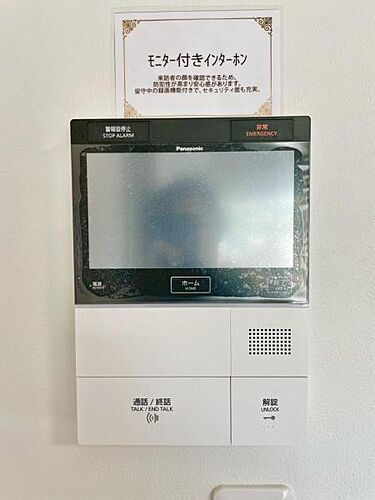 モニター付きインターホン
来訪者の顔を確認できるため、
防犯性が高まり安心感があります。
留守中の録画機能付きで、セキュリティ面も充実。
警報音停止
STOP ALARM
非常
EMERGENCY
Panasonic
電源
ホーム
HOME
通話 / 終話
TALK / END TALK
解錠
UNLOCK